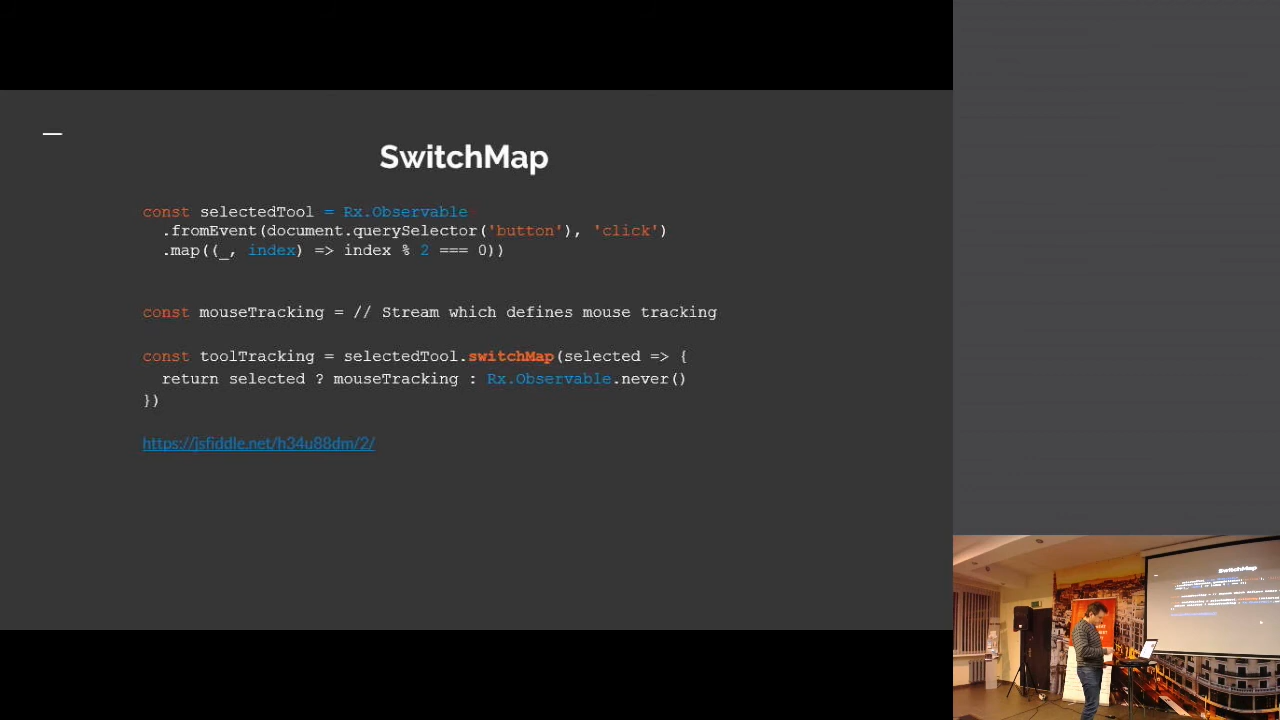 SwitchMap
const selectedTool = Rx.Observable
.fromEvent(document.querySelector('button'), 'click')
.map((_, index) => index % 2 === 0))
const mouseTracking = // Stream which defines mouse tracking
const toolTracking = selectedTool.switchMap(selected => {
return selected ? mouseTracking : Rx.Observable.never()
})
https://jsfiddle.net/h34u88dm/2/
SwitchMap